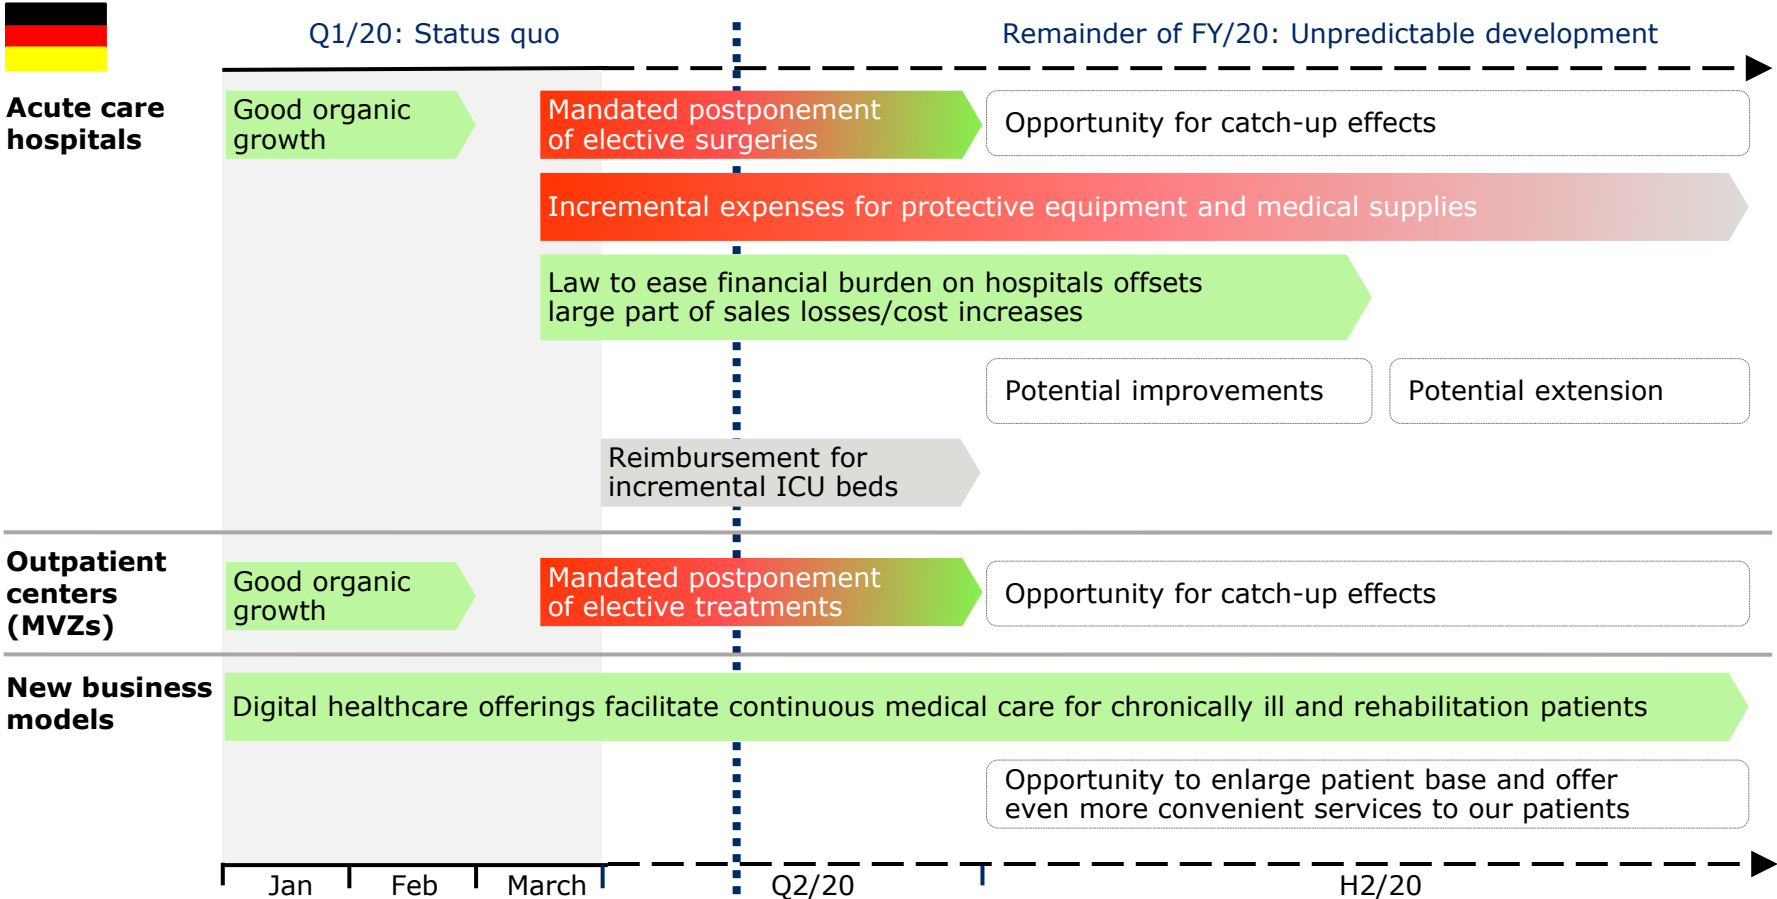 Q1/20: Status quo
Remainder of FY/20: Unpredictable development
Acute care
hospitals
Good organic
growth
Mandated postponement
of elective surgeries
Opportunity for catch-up effects
Incremental expenses for protective equipment and medical supplies
Law to ease financial burden on hospitals offsets
large part of sales losses/cost increases
Potential improvements
Potential extension
Reimbursement for
incremental ICU beds
Outpatient
centers
(MVZs)
Good organic
growth
Mandated postponement
of elective treatments
Opportunity for catch-up effects
New business
models
Digital healthcare offerings facilitate continuous medical care for chronically ill and rehabilitation patients
Opportunity to enlarge patient base and offer
even more convenient services to our patients
Jan
Feb
March
Q2/20
H2/20